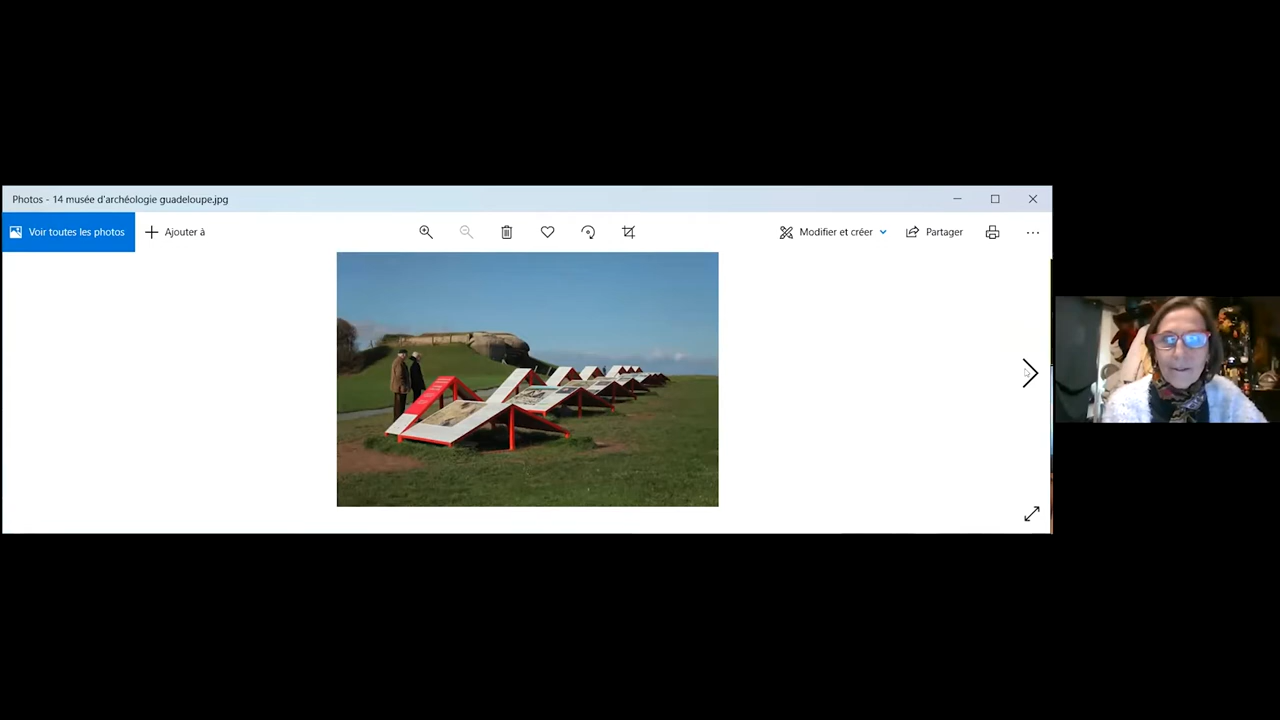 Photos - 14 musée d'archéologie guadeloupe.jpg
Voir toutes les photos
Ajouter à
Modifier et créer
Partager